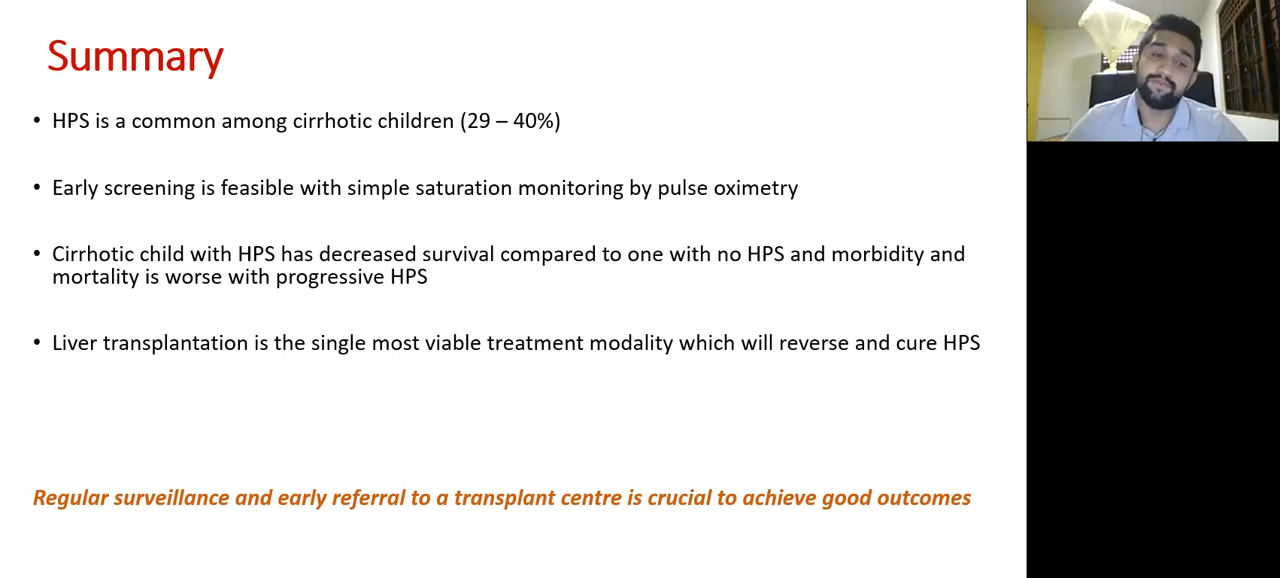 Summary
• HPS is a common among cirrhotic children (29 – 40%)
• Early screening is feasible with simple saturation monitoring by pulse oximetry
• Cirrhotic child with HPS has decreased survival compared to one with no HPS and morbidity and
mortality is worse with progressive HPS
• Liver transplantation is the single most viable treatment modality which will reverse and cure HPS
Regular surveillance and early referral to a transplant centre is crucial to achieve good outcomes